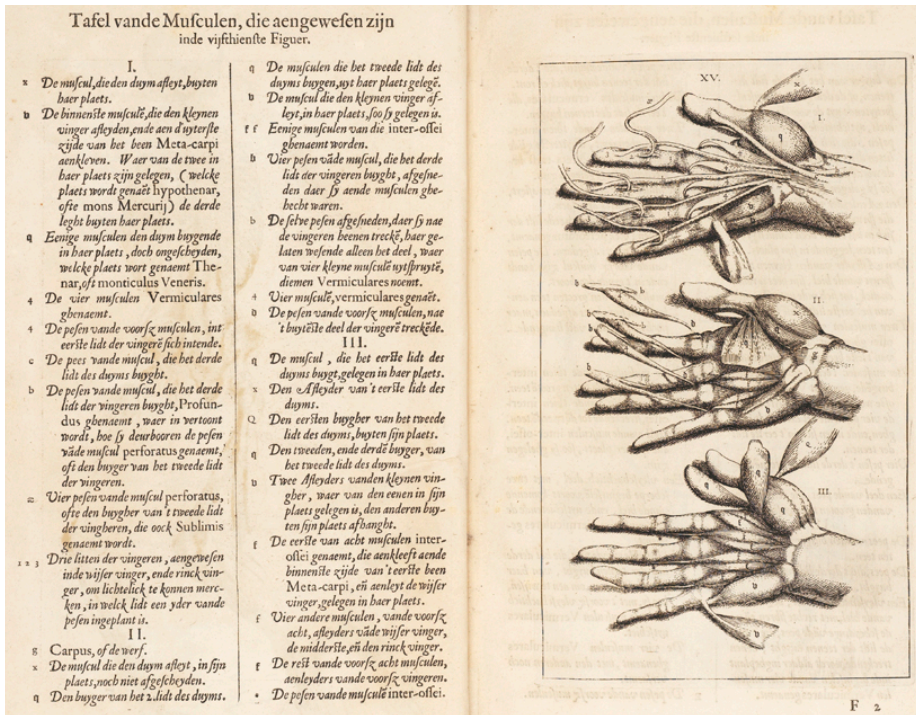 Tafel vande Musculen, die aengewesen zijn
inde vijfthienste Figuer.
I.
x De muscul, die den duym afleyt, buyten
haer plaets.
v De binnenste musculē, die den kleynen
vinger afleyden, ende aen d'uyterste
zijde van het been Meta-carpi
aenkleven. Waer van de twee in
haer plaets zijn gelegen, (welcke
plaets wordt genaēt hypothenar,
ofte mons Mercurij) de derde
leght buyten haer plaets.
q Eenige musculen den duym buygende
in haer plaets, doch ongescheyden,
welcke plaets wort genaemt The-
nar, oft monticulus Veneris.
4 De vier musculen Vermiculares
ghenaemt.
4 De pesen vande voorsz musculen, int
eerste lidt der vingerē sich intende.
c De pees vande muscul, die het derde
lidt des duyms buyght.
b De pesen vande muscul, die het derde
lidt der vingeren buyght, Profun-
dus ghenaemt, waer in vertoont
wordt, hoe sy deurbooren de pesen
vāde muscul perforatus genaemt,
oft den buyger van het tweede lidt
der vingeren.
Vier pesen vande muscul perforatus,
ofte den buygher van't tweede lidt
der vingheren, die oock Sublimis
genaemt wordt.
1 2 3 Drie litten der vingeren, aengewesen
inde wijser vinger, ende rinck vin-
ger, om lichtelick te konnen merc-
ken, in welck lidt een yder vande
pesen ingeplant is.
II.
g Carpus, of de werf.
x De muscul die den duym afleyt, in sijn
plaets, noch niet afgescheyden.
q Den buyger van het 2. lidt des duyms.
q De musculen die het tweede lidt des
duyms buygen, uyt haer plaets gelegē.
v De muscul die den kleynen vinger af-
leyt, in haer plaets, soo sy gelegen is.
f f Eenige musculen van die inter-ossei
ghenaemt worden.
b Vier pesen vāde muscul, die het derde
lidt der vingeren buyght, afgesne-
den daer sy aende musculen ghe-
hecht waren.
b De selve pesen afgesneden, daer sy nae
de vingeren heenen treckē, haer ge-
laten wesende alleen het deel, waer
van vier kleyne musculē uytspruytē,
diemen Vermiculares noemt.
4 Vier musculē, vermiculares genaēt.
D De pesen vande voorsz musculen, nae
't buytēste deel der vingerē treckēde.
III.
q De muscul, die het eerste lidt des
duyms buygt, gelegen in haer plaets.
x Den Afleyder van't eerste lidt des
duyms.
Q Den eersten buygher van het tweede
lidt des duyms, buyten sijn plaets.
q Den tweeden, ende derdē buyger, van
het tweede lidt des duyms.
v Twee Afleyders vanden kleynen vin-
gher, waer van den eenen in sijn
plaets gelegen is, den anderen buy-
ten sijn plaets afhanght.
f De eerste van acht musculen inter-
ossei genaemt, die aenkleeft aende
binnenste zijde van 't eerste been
Meta-carpi, eñ aenleyt de wijser
vinger, gelegen in haer plaets.
f Vier andere musculen, vande voorsz
acht, afleyders vāde wijser vinger,
de middelste, eñ den rinck vinger.
f De rest vande voorsz acht musculen,
aenleyders vande voorsz vingeren.
* De pesen vande musculē inter-ossei.
XV.
I.
II.
III.
F 2